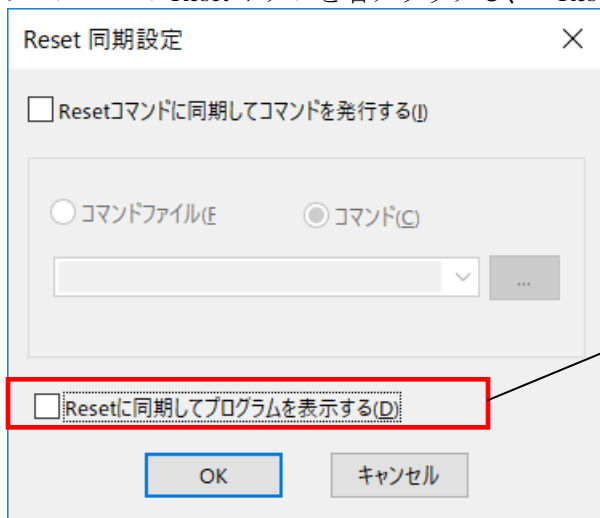 Reset 同期設定
Resetコマンドに同期してコマンドを発行する(I)
コマンドファイル(F
コマンド(C)
...
Resetに同期してプログラムを表示する(D)
OK
キャンセル